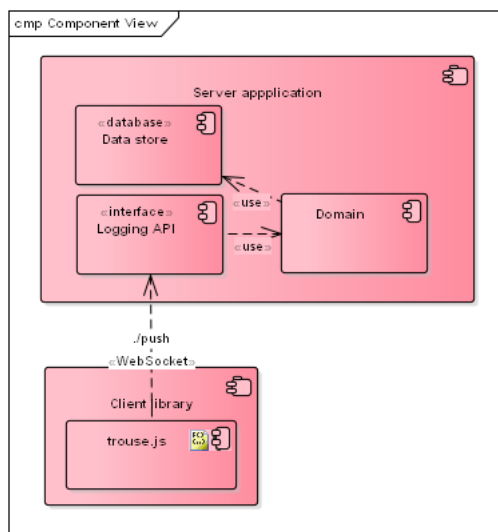 cmp Component View
Server appplication
«database»
Data store
«use»
«interface»
Logging API
Domain
«use»
./push
«WebSocket»
Client library
trouse.js